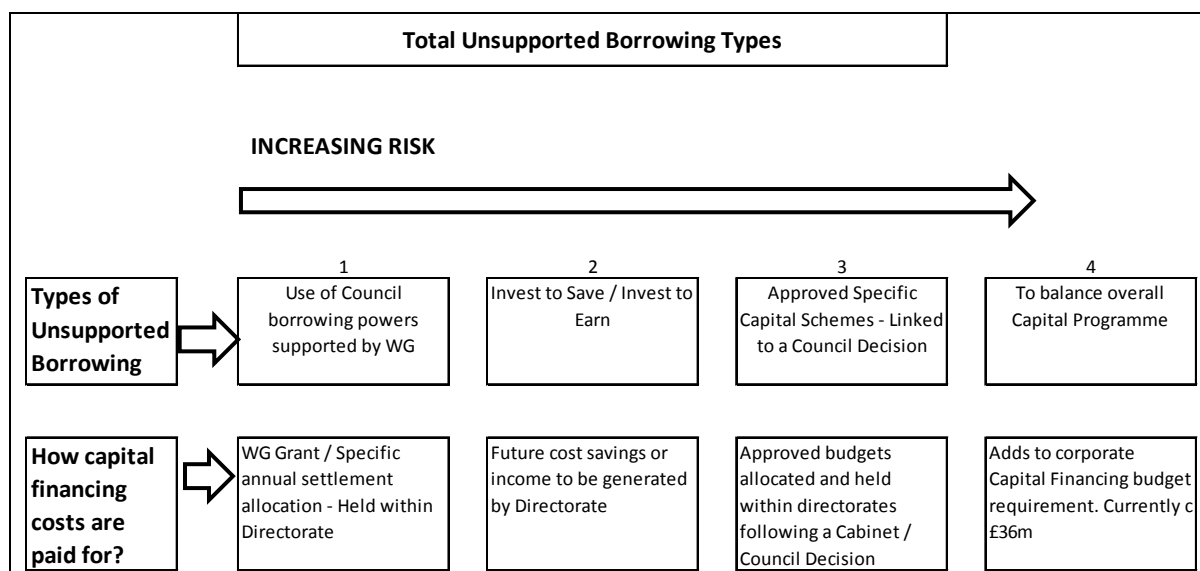 Total Unsupported Borrowing Types
INCREASING RISK
1
2
3
4
Types of
Unsupported
Borrowing
Use of Council
borrowing powers
supported by WG
Invest to Save / Invest to
Earn
Approved Specific
Capital Schemes - Linked
to a Council Decision
To balance overall
Capital Programme
How capital
financing
costs are
paid for?
WG Grant / Specific
annual settlement
allocation - Held within
Directorate
Future cost savings or
income to be generated
by Directorate
Approved budgets
allocated and held
within directorates
following a Cabinet /
Council Decision
Adds to corporate
Capital Financing budget
requirement. Currently c
£36m